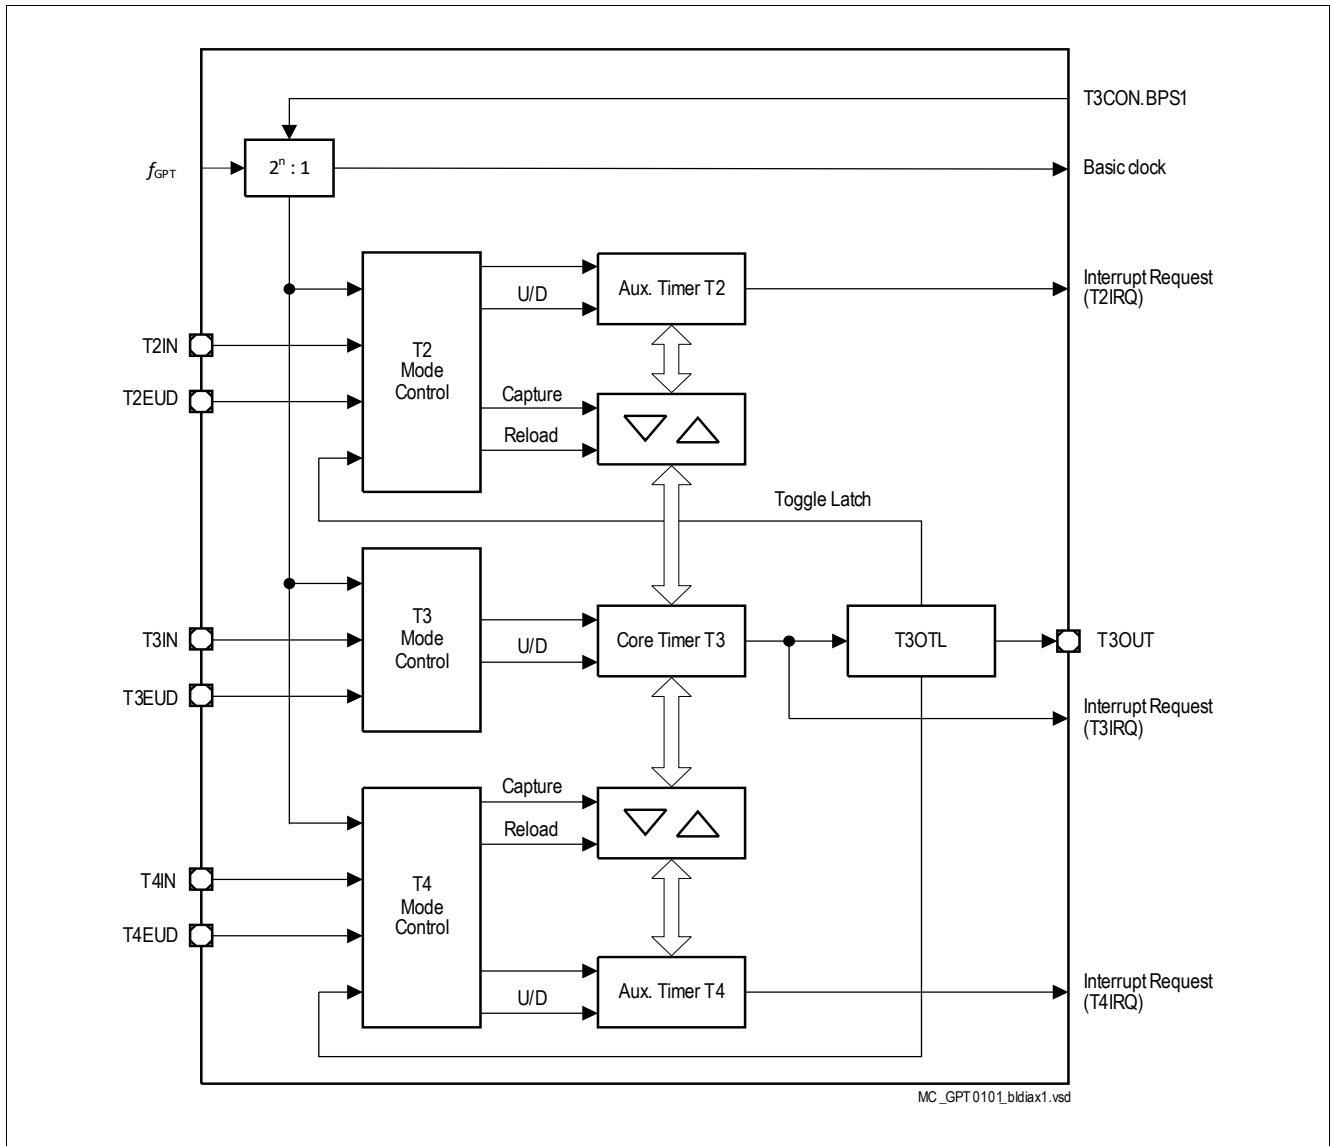 T3CON.BPS1
fGPT
2n : 1
Basic clock
Interrupt Request
(T2IRQ)
U/D
Aux. Timer T2
T2IN
T2
Mode
Control
T2EUD
Capture
Reload
Toggle Latch
T3IN
T3
Mode
Control
U/D
Core Timer T3
T3OTL
T3OUT
T3EUD
Interrupt Request
(T3IRQ)
Capture
Reload
T4IN
T4
Mode
Control
T4EUD
U/D
Aux. Timer T4
Interrupt Request
(T4IRQ)
MC_GPT0101_bldiax1.vsd